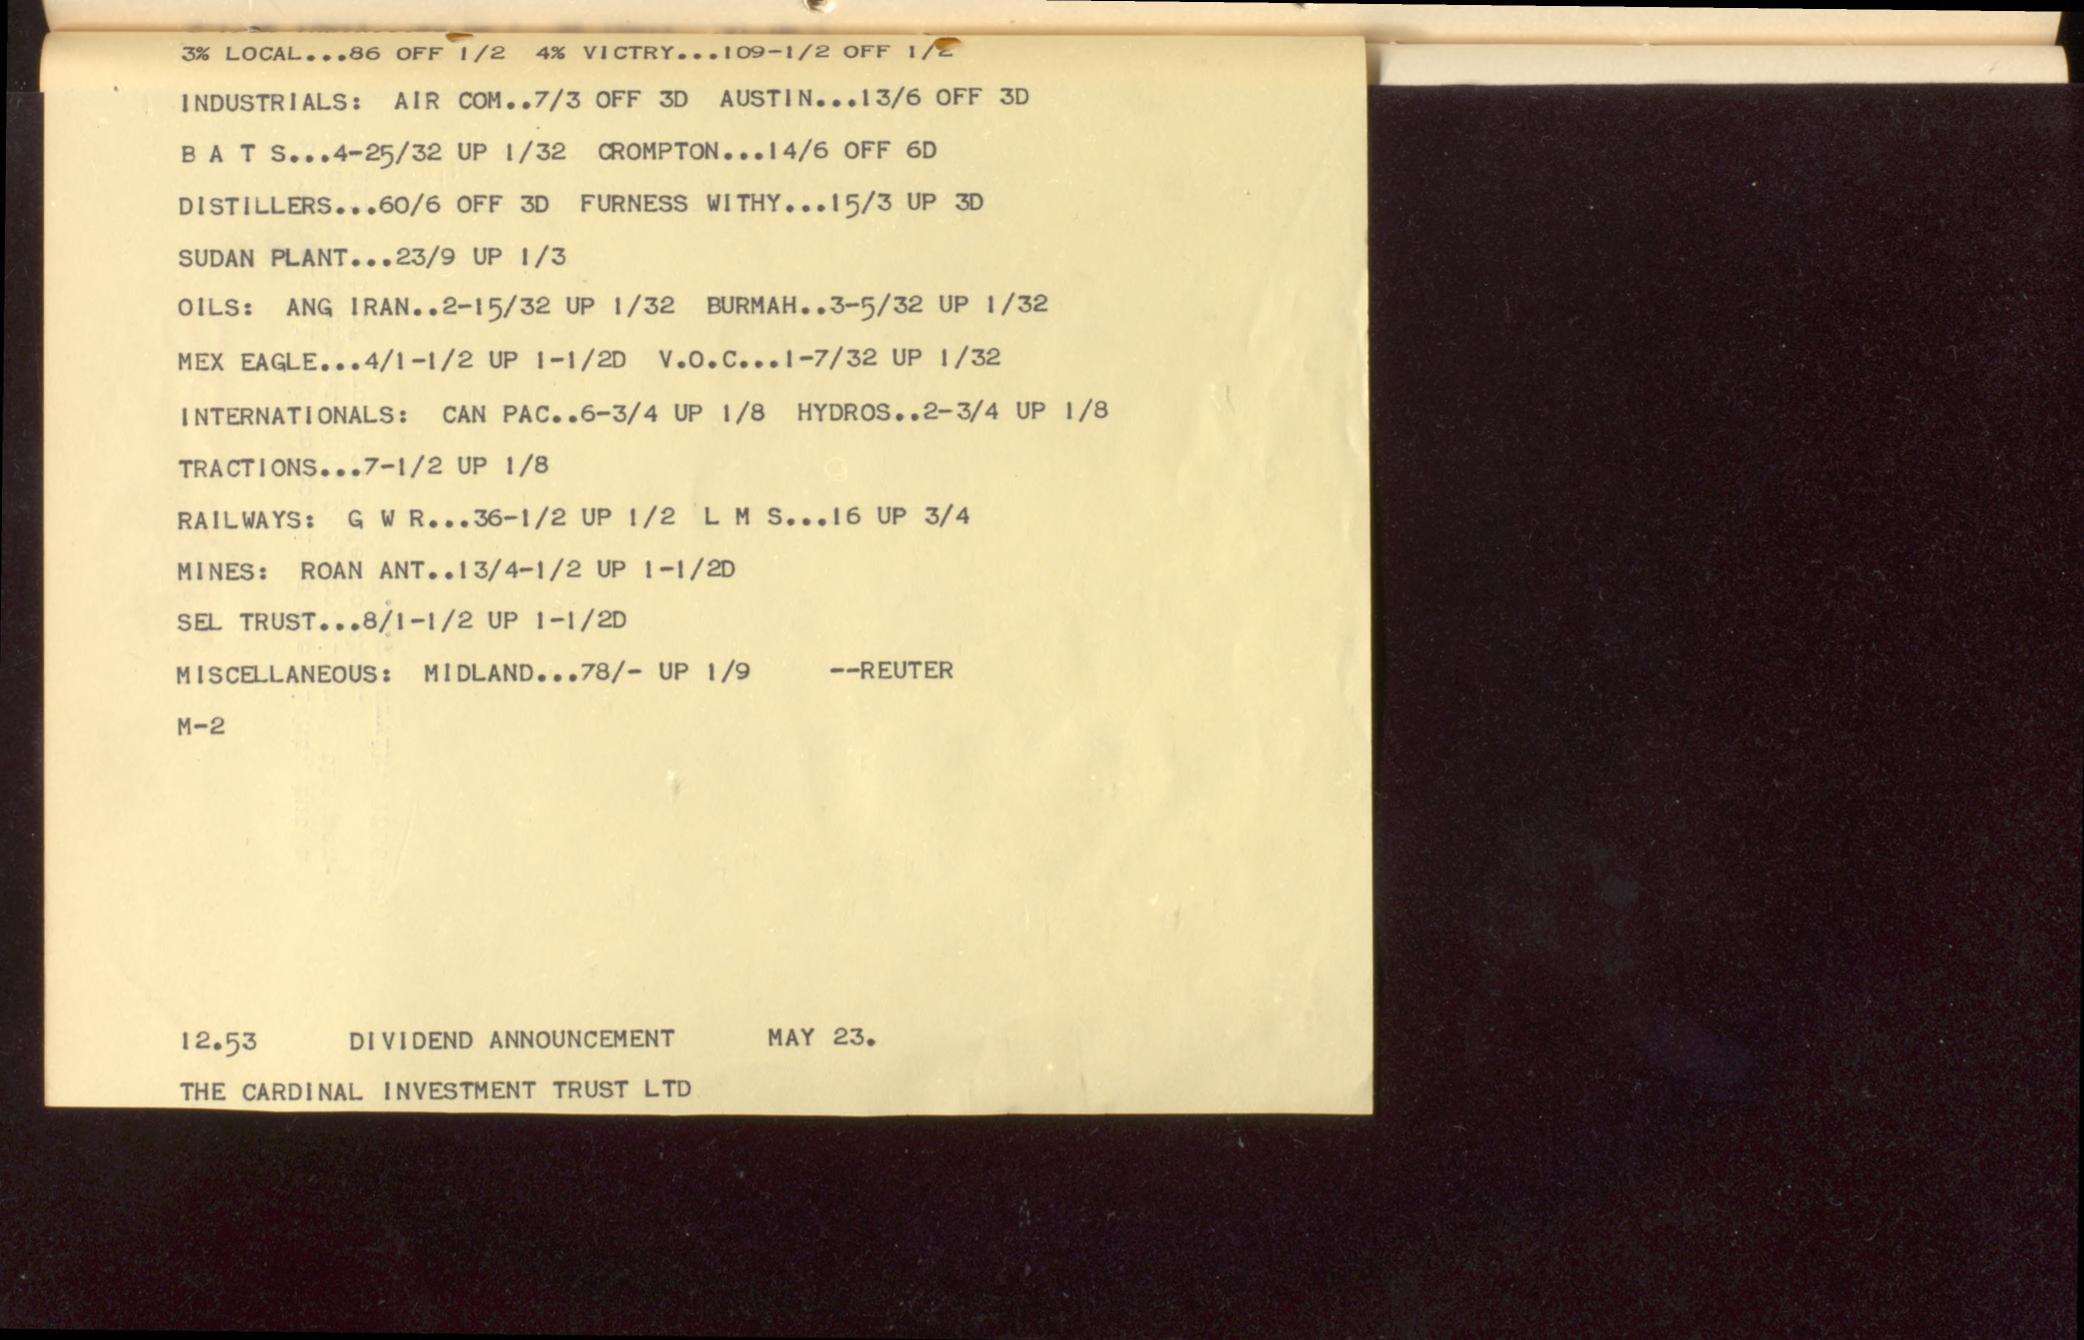 3% LOCAL...86 OFF 1/2  4% VICTRY...109-1/2 OFF 1/2
INDUSTRIALS:  AIR COM..7/3 OFF 3D  AUSTIN...13/6 OFF 3D
B A T S...4-25/32 UP 1/32  CROMPTON...14/6 OFF 6D
DISTILLERS...60/6 OFF 3D  FURNESS WITHY...15/3 UP 3D
SUDAN PLANT...23/9 UP 1/3
OILS:  ANG IRAN..2-15/32 UP 1/32  BURMAH..3-5/32 UP 1/32
MEX EAGLE...4/1-1/2 UP 1-1/2D  V.O.C...1-7/32 UP 1/32
INTERNATIONALS:  CAN PAC..6-3/4 UP 1/8  HYDROS..2-3/4 UP 1/8
TRACTIONS...7-1/2 UP 1/8
RAILWAYS:  G W R...36-1/2 UP 1/2  L M S...16 UP 3/4
MINES:  ROAN ANT..13/4-1/2 UP 1-1/2D
SEL TRUST...8/1-1/2 UP 1-1/2D
MISCELLANEOUS:  MIDLAND...78/- UP 1/9     --REUTER
M-2
12.53      DIVIDEND ANNOUNCEMENT      MAY 23.
THE CARDINAL INVESTMENT TRUST LTD